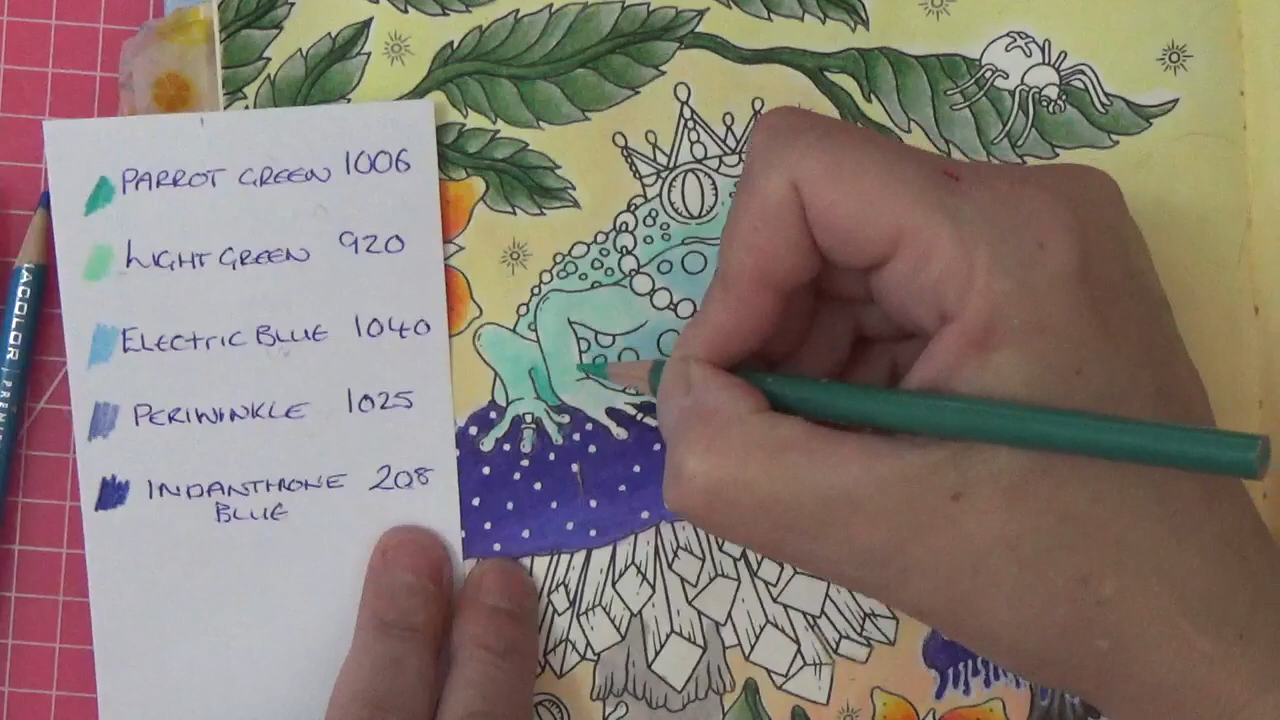 PARROT GREEN 1006
LIGHT GREEN 920
ELECTRIC BLUE 1040
PERIWINKLE 1025
INDANTHRONE 208
BLUE